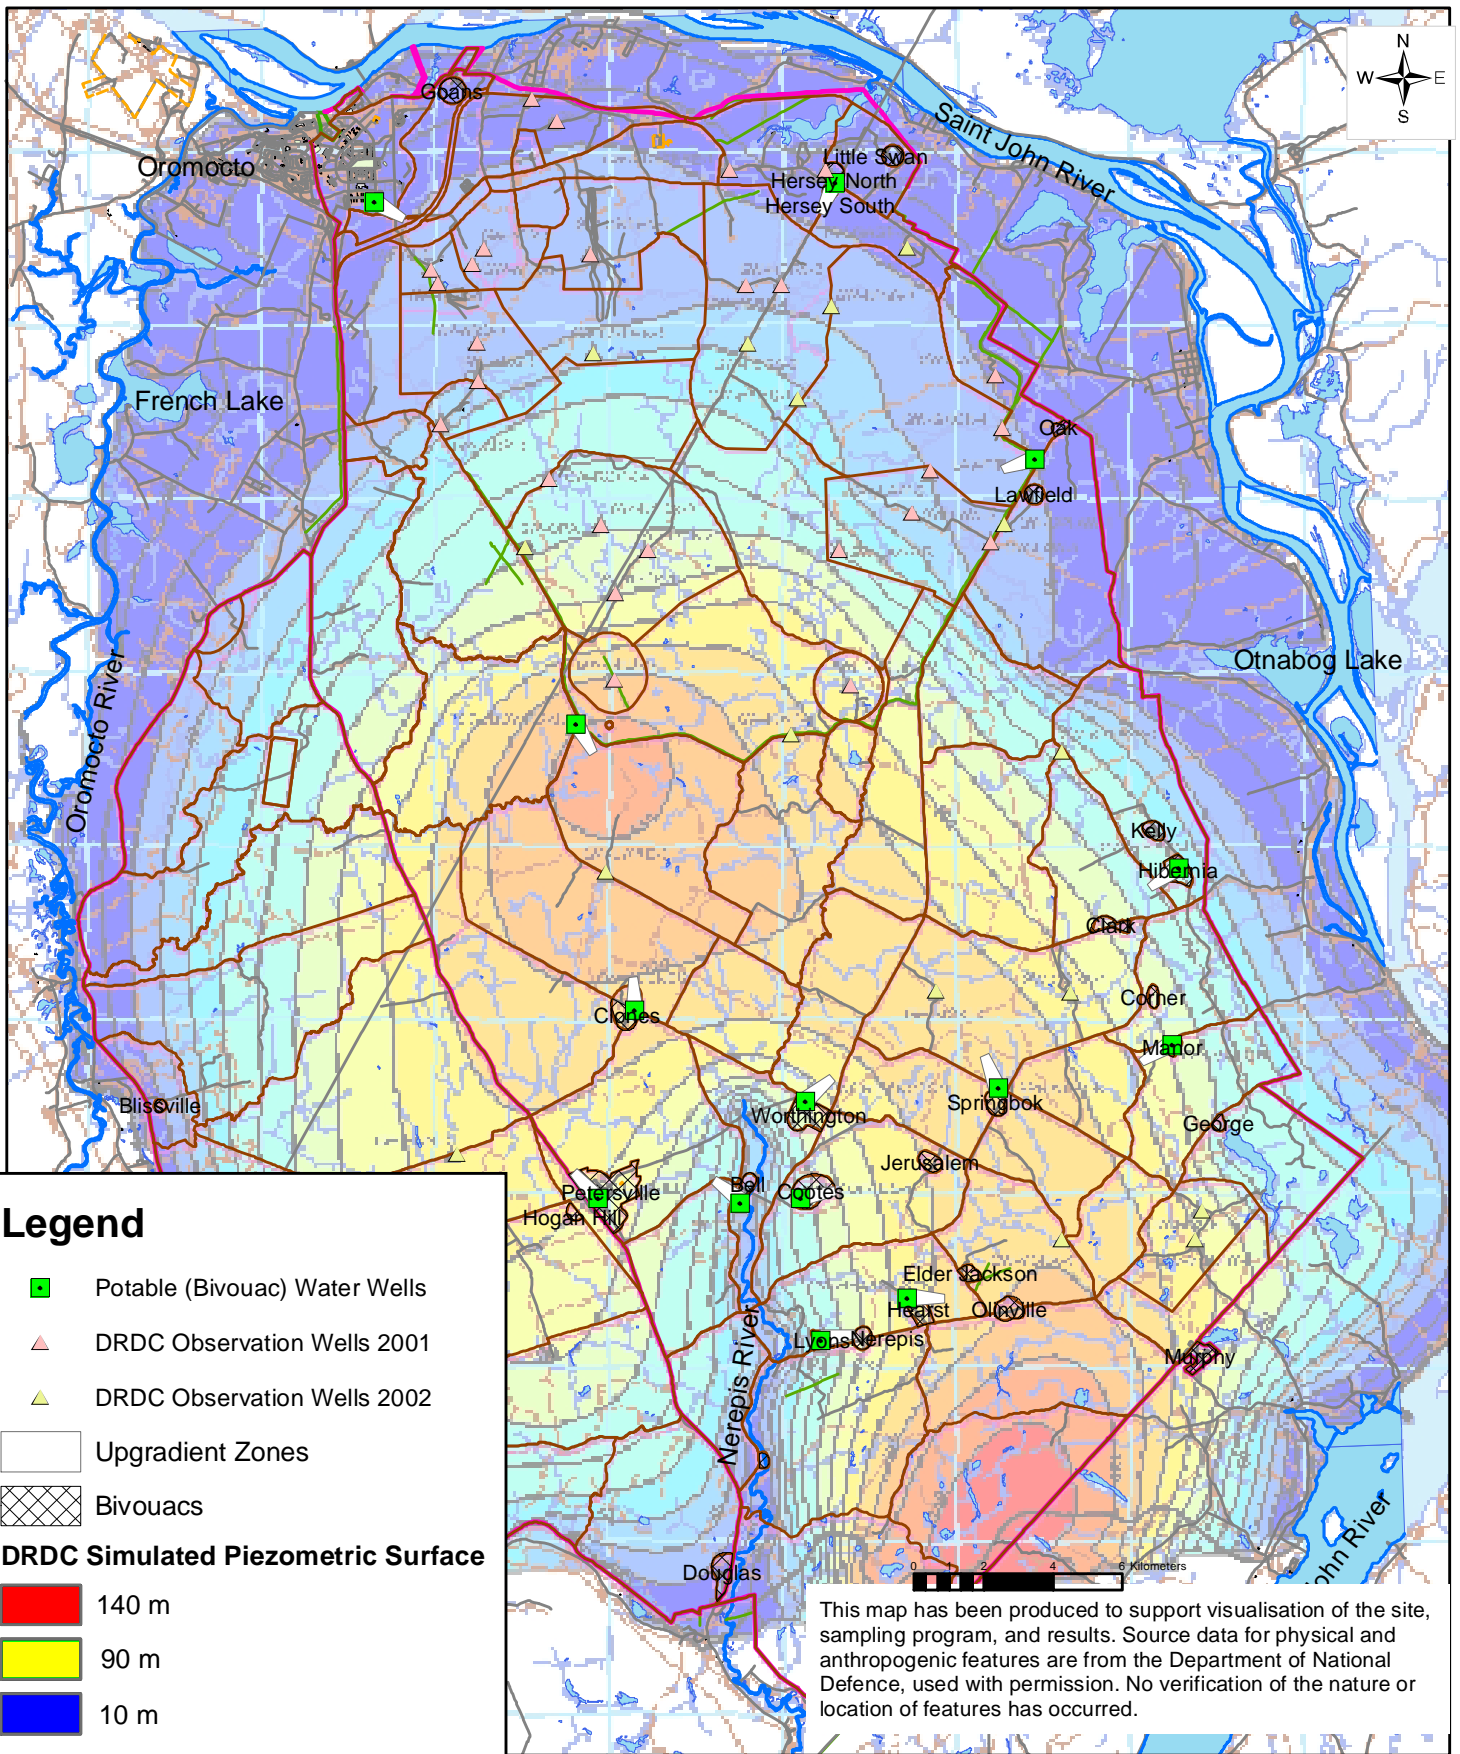 N
W E
S
Goans
Saint John River
Oromocto
Little Swan
Hersey North
Hersey South
French Lake
Oak
Lawfield
Otnabog Lake
Oromocto River
Kelly
Hibernia
Clark
Corner
Clones
Manor
Blissville
Worthington
Springbok
George
Jerusalem
Petersville
Bell
Cootes
Hogan Hill
Elder Jackson
Hearst
Olinville
Lyons
Nerepis
Murphy
Nerepis River
John River
Douglas
0 1 2 4 6 Kilometers
Legend
Potable (Bivouac) Water Wells
DRDC Observation Wells 2001
DRDC Observation Wells 2002
Upgradient Zones
Bivouacs
DRDC Simulated Piezometric Surface
140 m
90 m
10 m
This map has been produced to support visualisation of the site,
sampling program, and results. Source data for physical and
anthropogenic features are from the Department of National
Defence, used with permission. No verification of the nature or
location of features has occurred.